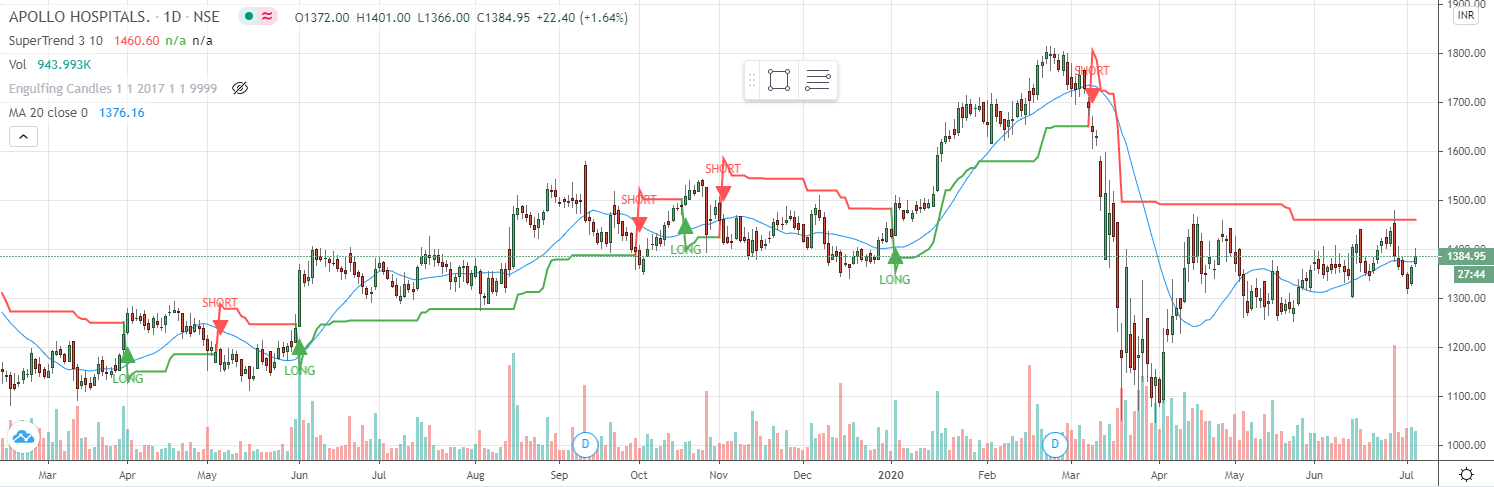 APOLLO HOSPITALS. · 1D · NSE O1372.00 H1401.00 L1366.00 C1384.95 +22.40 (+1.64%)
SuperTrend 3 10 1460.60 n/a n/a
Vol 943.993K
Engulfing Candles 1 1 2017 1 1 9999
MA 20 close 0 1376.16
1900.00
INR
1800.00
1700.00
1600.00
1500.00
1400.00
1384.95
27:44
1300.00
1200.00
1100.00
1000.00
SHORT
SHORT
SHORT
SHORT
LONG
LONG
LONG
LONG
D
D
Mar Apr May Jun Jul Aug Sep Oct Nov Dec 2020 Feb Mar Apr May Jun Jul